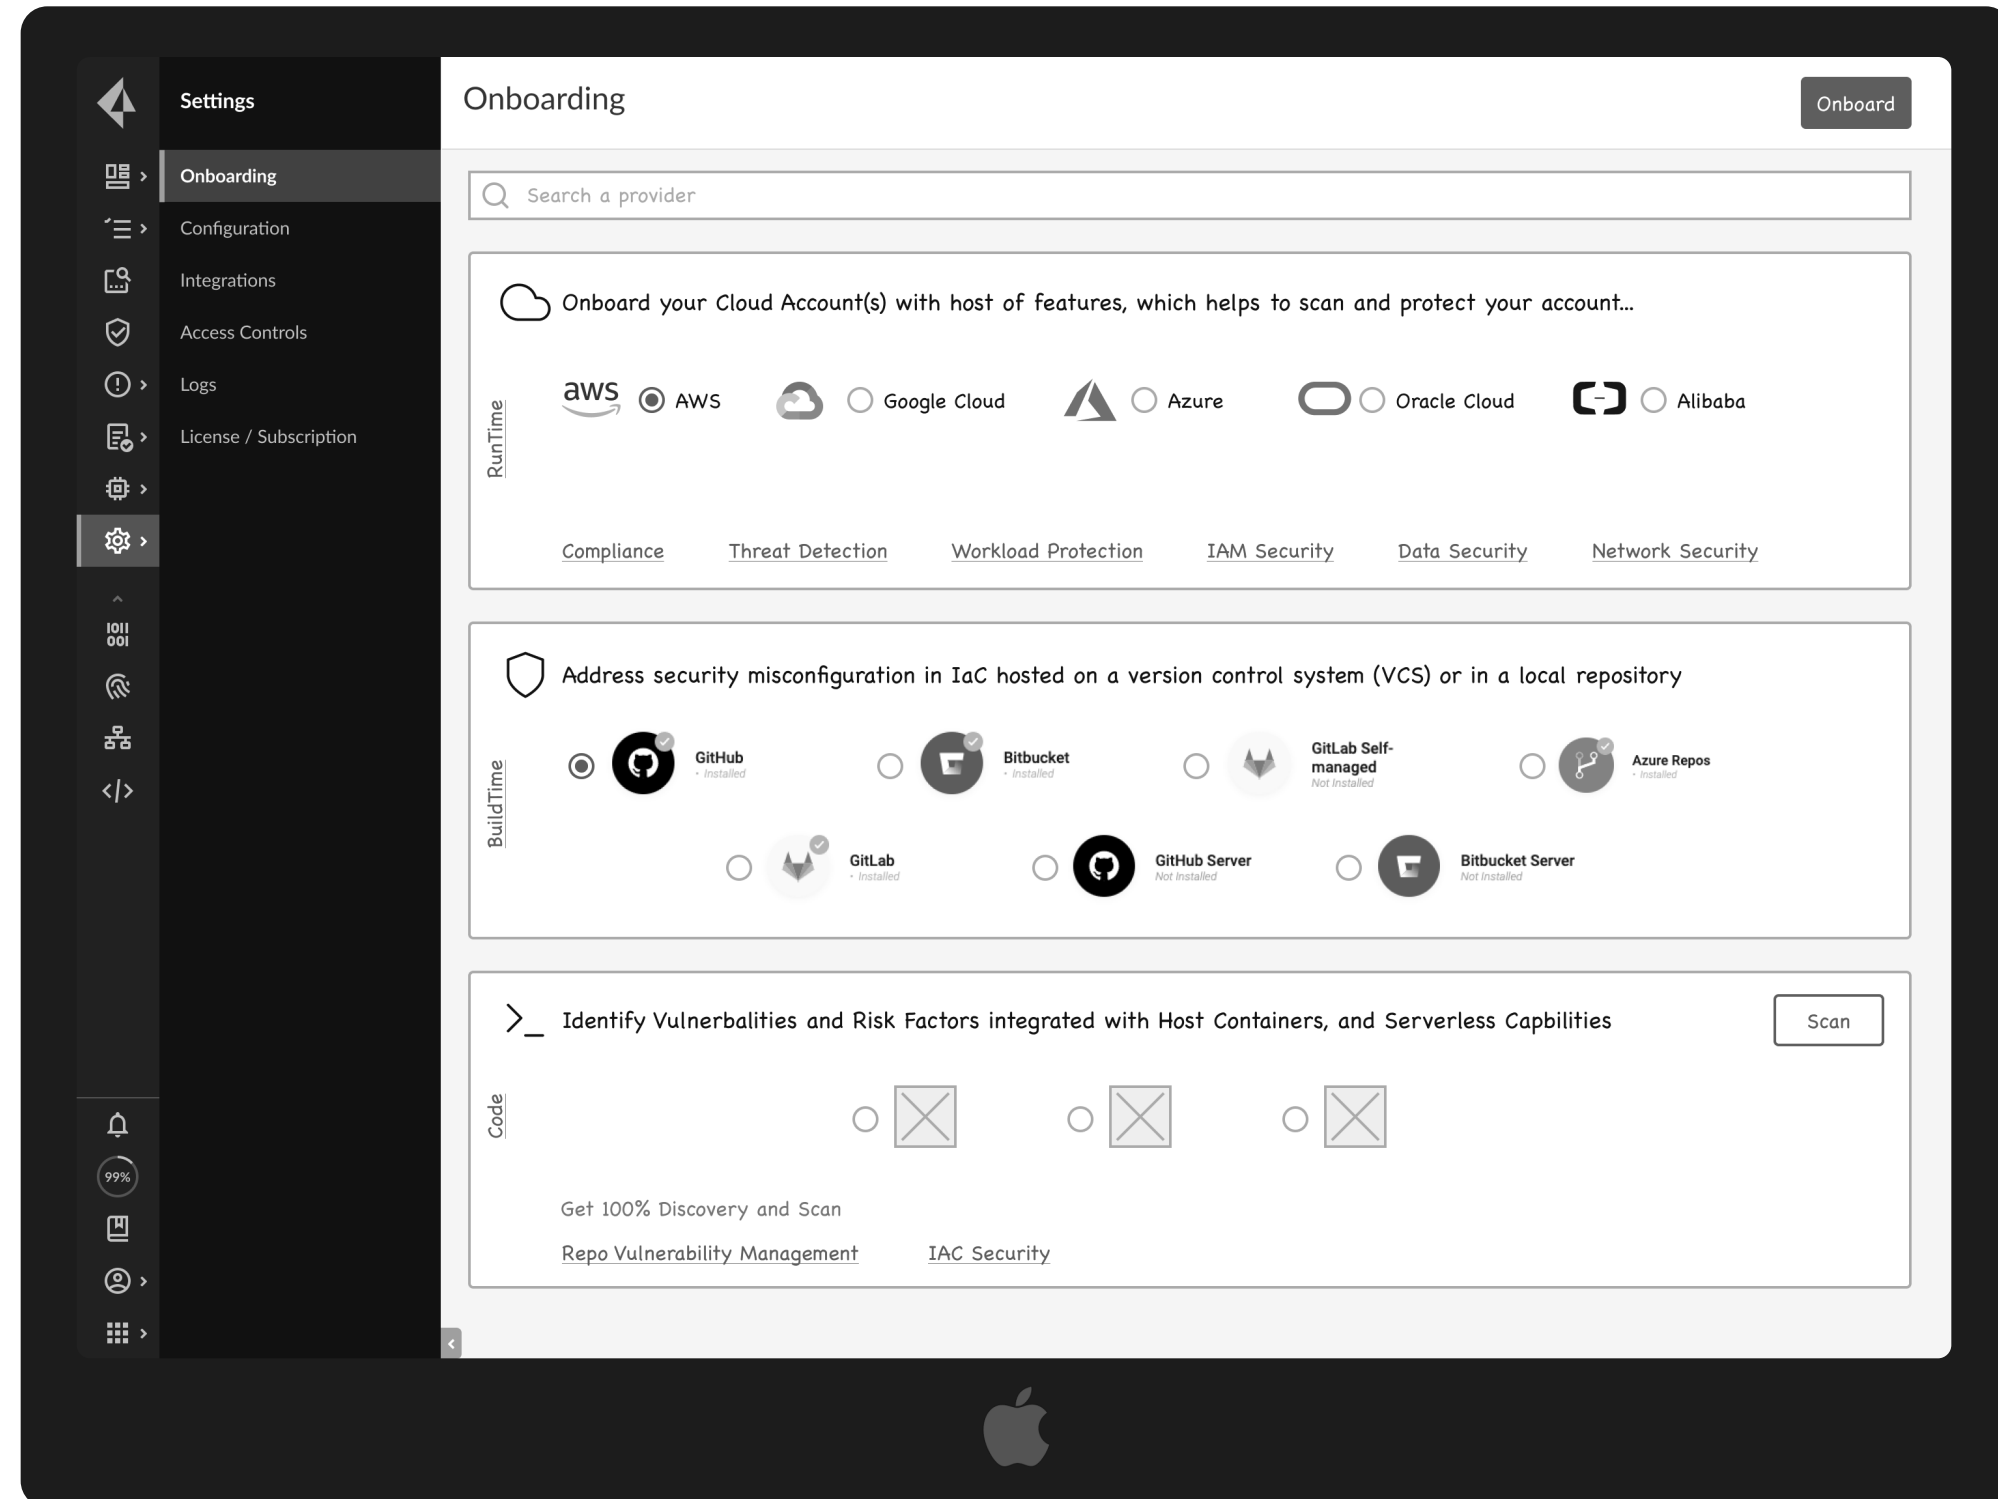 Settings
Onboarding
Configuration
Integrations
Access Controls
Logs
License / Subscription
1011
001
99%
Onboarding
Onboard
Search a provider
Onboard your Cloud Account(s) with host of features, which helps to scan and protect your account...
RunTime
aws AWS Google Cloud Azure Oracle Cloud Alibaba
Compliance Threat Detection Workload Protection IAM Security Data Security Network Security
Address security misconfiguration in IaC hosted on a version control system (VCS) or in a local repository
BuildTime
GitHub
• Installed
Bitbucket
• Installed
GitLab Self-
managed
Not Installed
Azure Repos
• Installed
GitLab
• Installed
GitHub Server
Not Installed
Bitbucket Server
Not Installed
Identify Vulnerbalities and Risk Factors integrated with Host Containers, and Serverless Capbilities
Scan
Code
Get 100% Discovery and Scan
Repo Vulnerability Management IAC Security